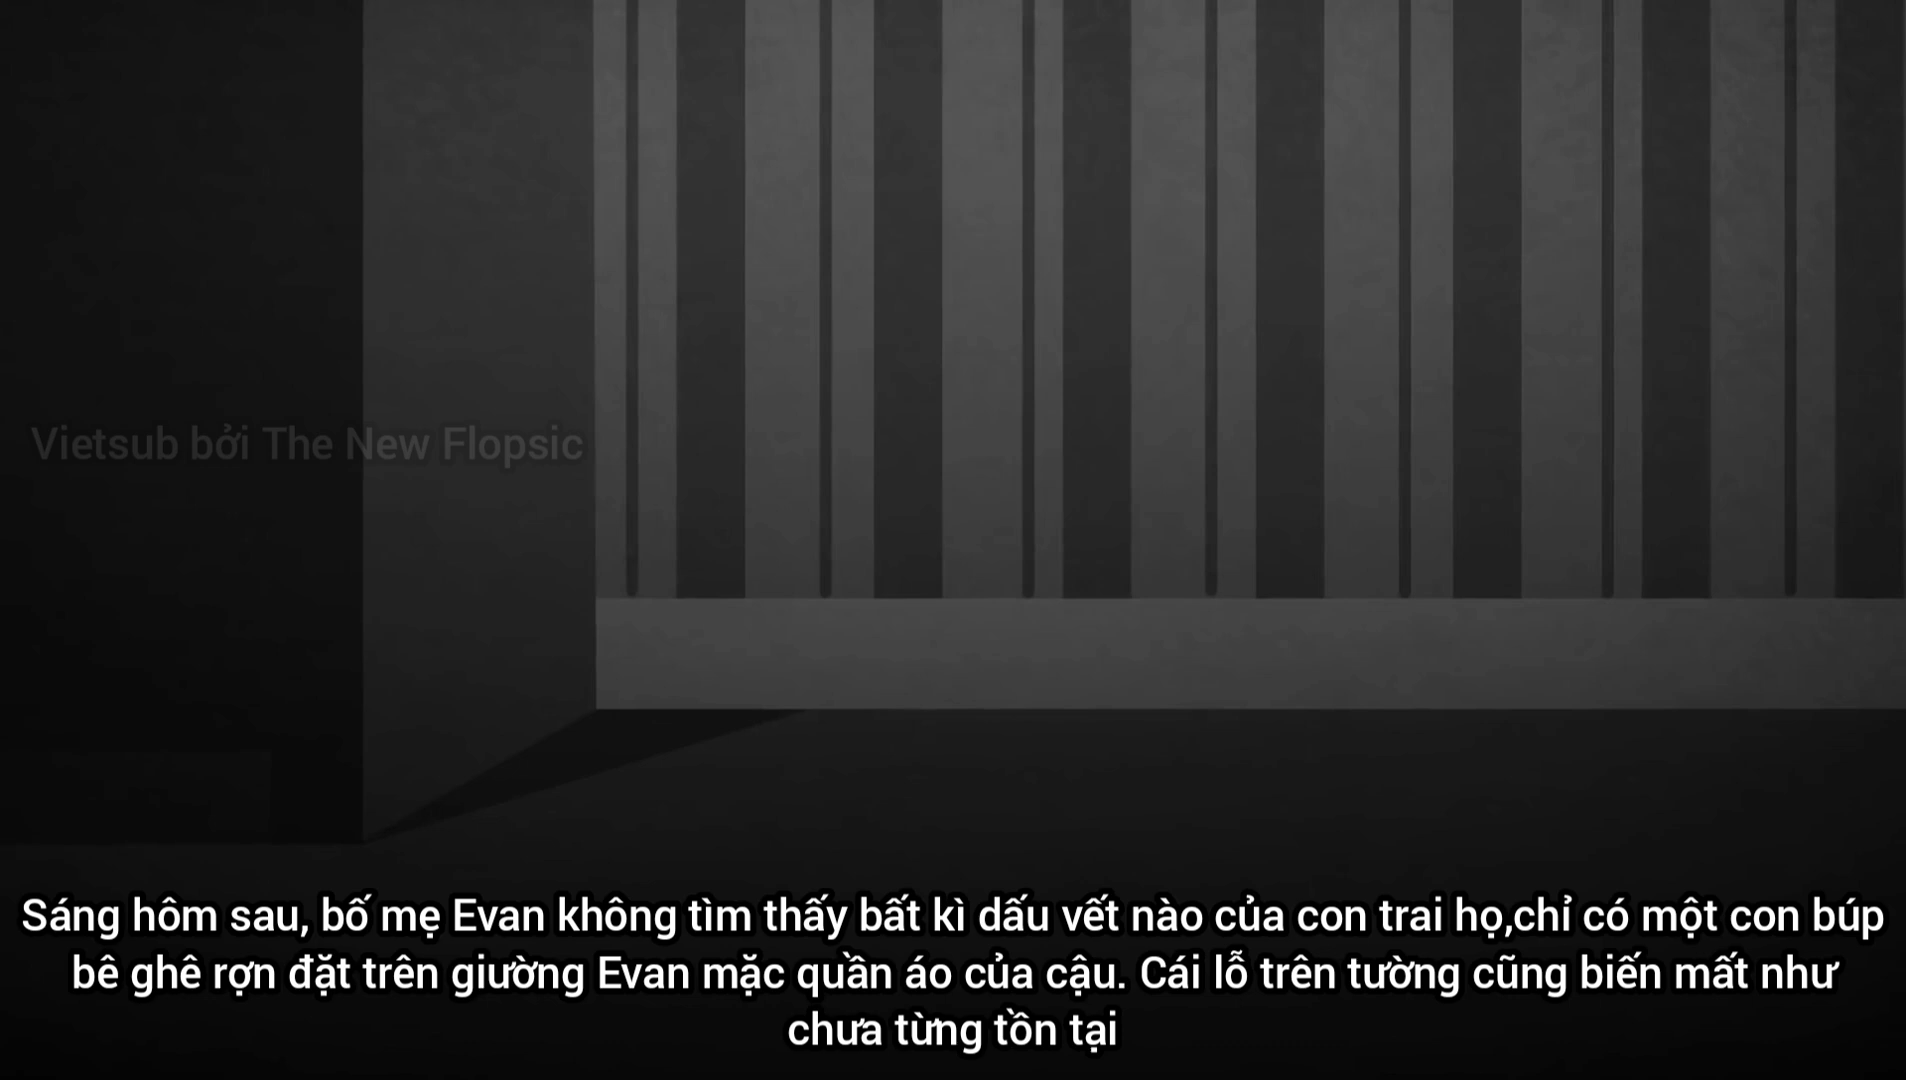 Vietsub bởi The New Flopsic
Sáng hôm sau, bố mẹ Evan không tìm thấy bất kì dấu vết nào của con trai họ,chỉ có một con búp
bê ghê rợn đặt trên giường Evan mặc quần áo của cậu. Cái lỗ trên tường cũng biến mất như
chưa từng tồn tại